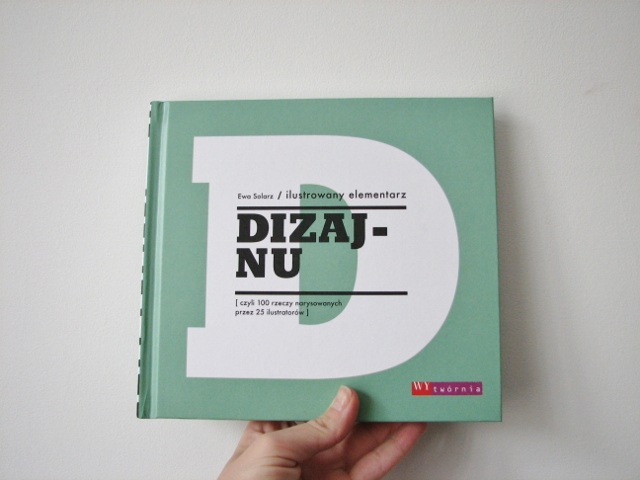 D
Ewa Solarz / ilustrowany elementarz
DIZAJ-
NU
[ czyli 100 rzeczy narysowanych
przez 25 ilustratorów ]
WYtwórnia